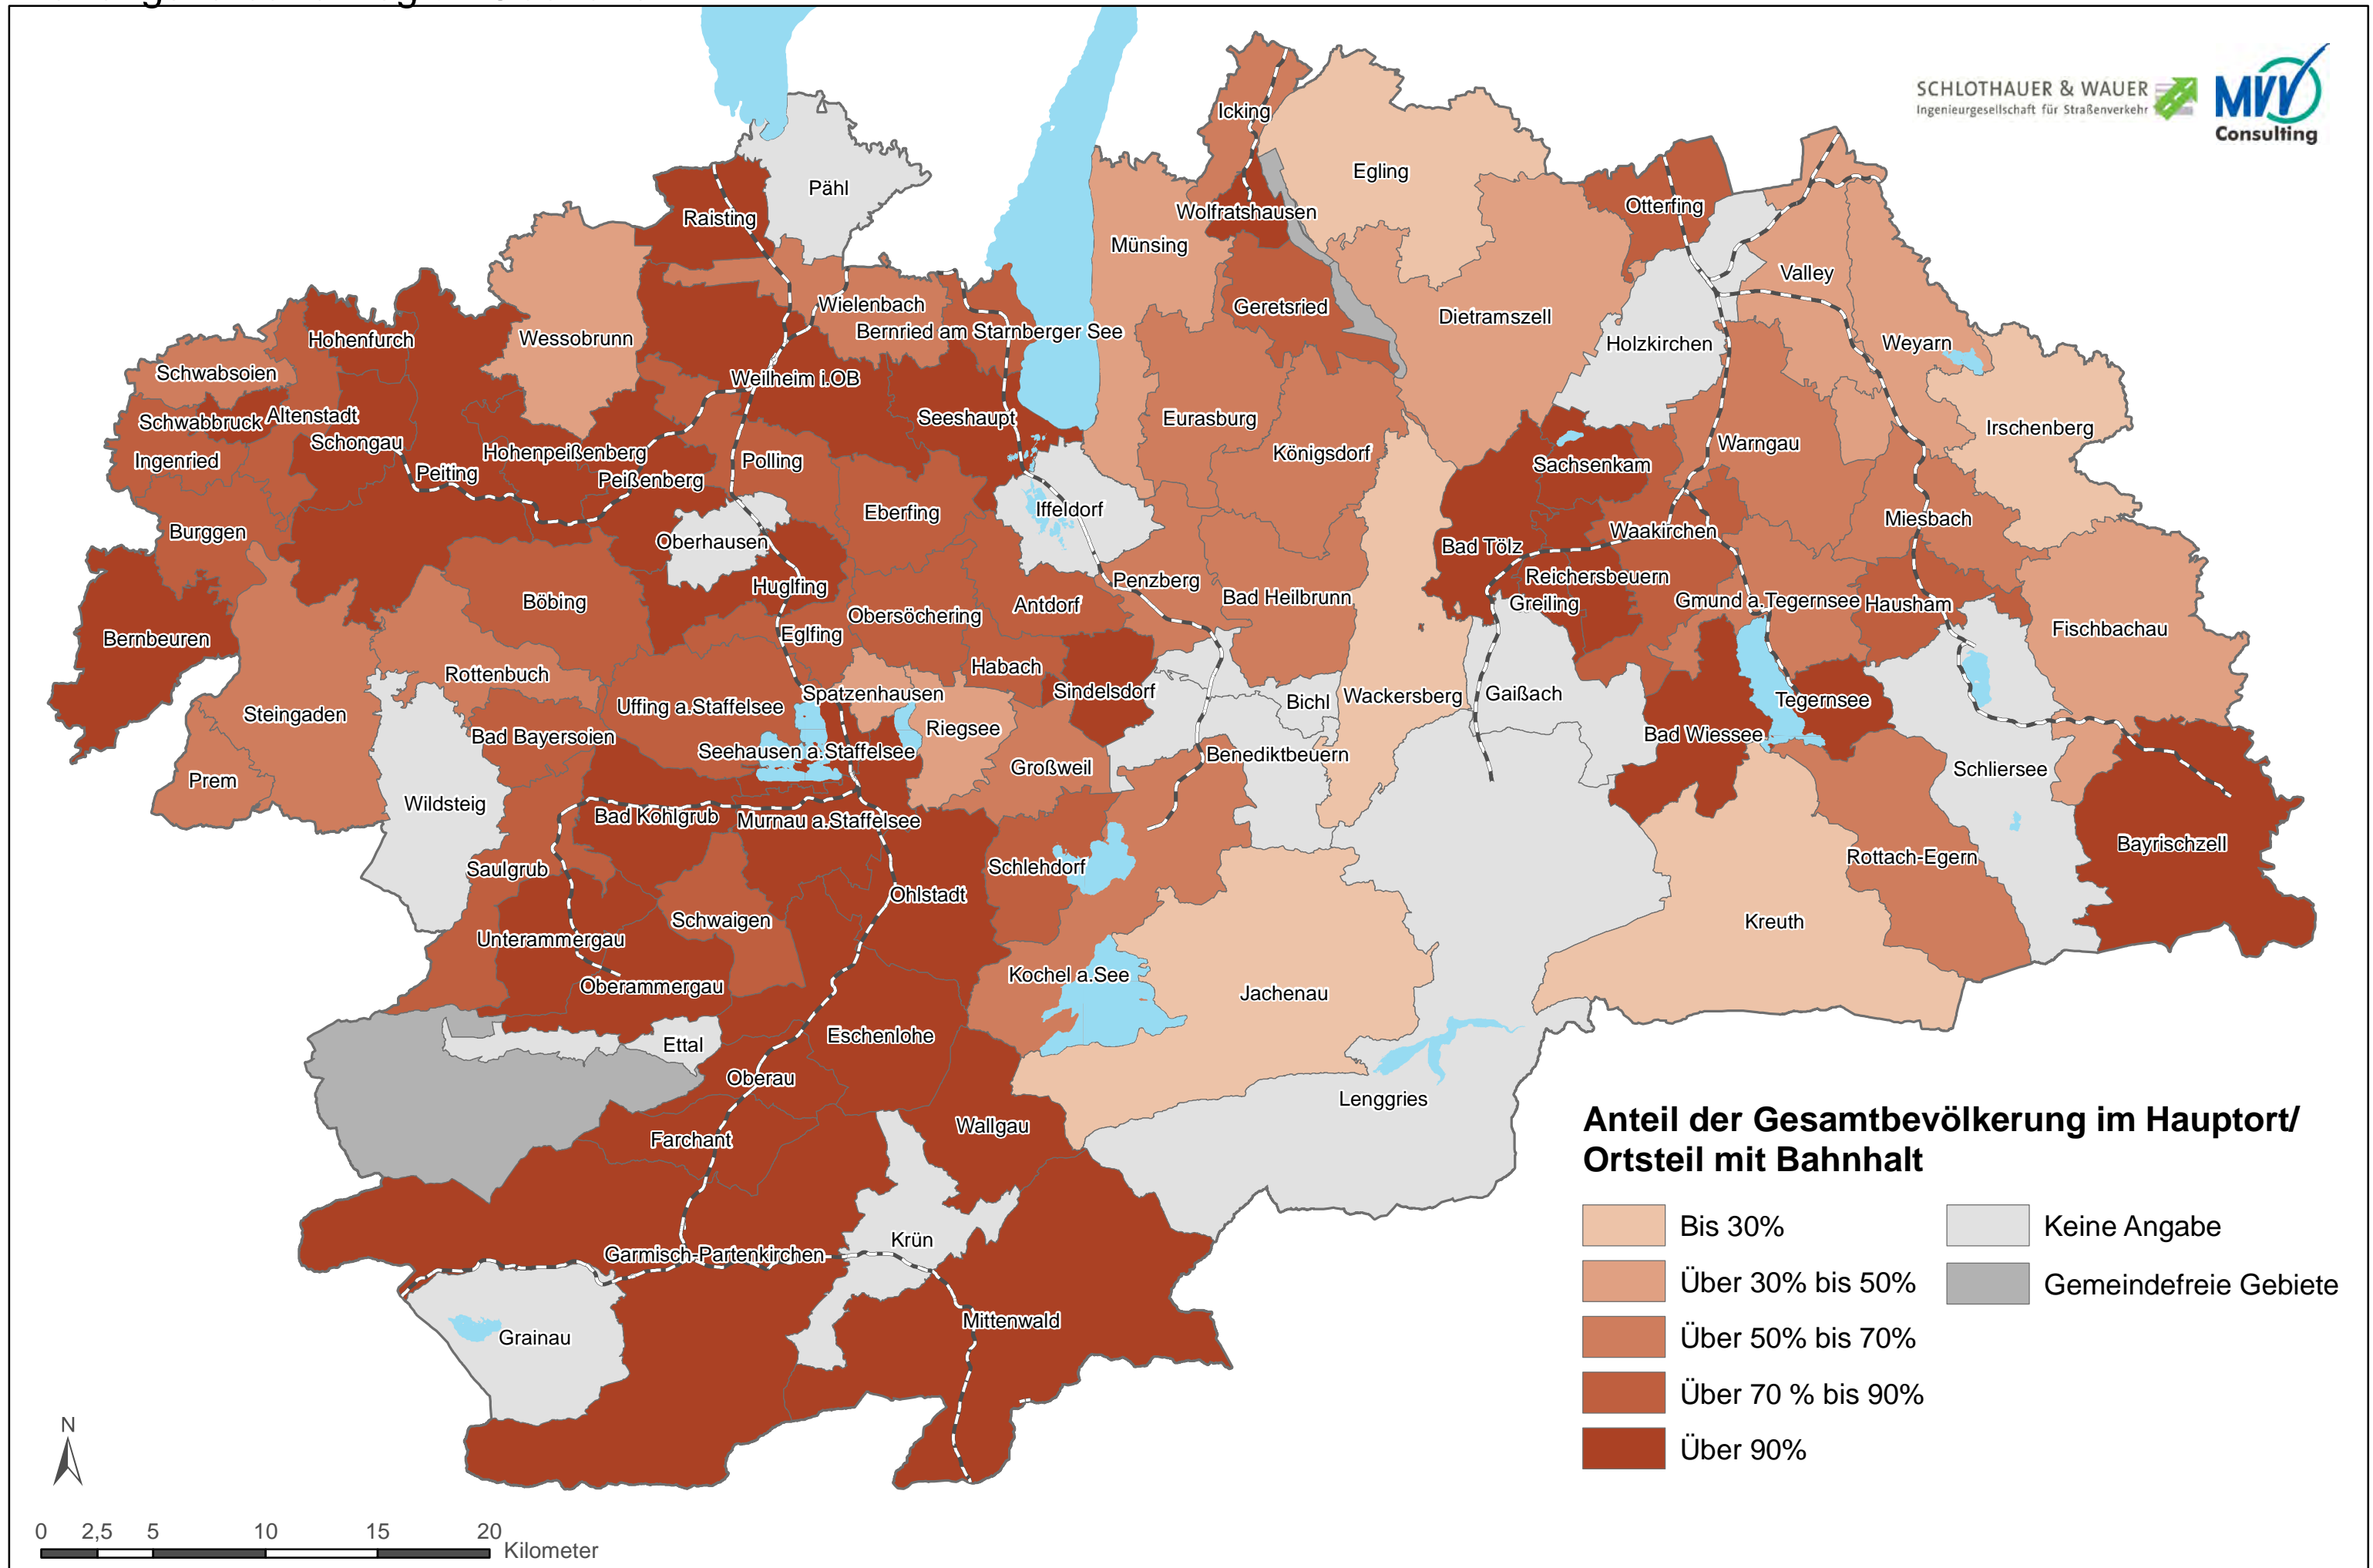 SCHLOTHAUER & WAUER
Ingenieurgesellschaft für Straßenverkehr
MVV
Consulting
Icking
Egling
Pähl
Otterfing
Raisting
Wolfratshausen
Münsing
Valley
Wielenbach
Geretsried
Dietramszell
Bernried am Starnberger See
Hohenfurch
Wessobrunn
Holzkirchen
Weyarn
Schwabsoien
Weilheim i.OB
Schwabbruck
Altenstadt
Seeshaupt
Eurasburg
Irschenberg
Schongau
Hohenpeißenberg
Königsdorf
Warngau
Ingenried
Peiting
Peißenberg
Polling
Sachsenkam
Burggen
Eberfing
Iffeldorf
Miesbach
Waakirchen
Oberhausen
Bad Tölz
Huglfing
Penzberg
Reichersbeuern
Böbing
Obersöchering
Antdorf
Bad Heilbrunn
Greiling
Gmund a.Tegernsee
Hausham
Bernbeuren
Eglfing
Fischbachau
Rottenbuch
Habach
Spatzenhausen
Sindelsdorf
Wackersberg
Gaißach
Bichl
Tegernsee
Steingaden
Uffing a.Staffelsee
Riegsee
Bad Bayersoien
Bad Wiessee
Seehausen a.Staffelsee
Benediktbeuern
Großweil
Prem
Schliersee
Wildsteig
Bad Kohlgrub
Murnau a.Staffelsee
Bayrischzell
Saulgrub
Schlehdorf
Rottach-Egern
Ohlstadt
Schwaigen
Kreuth
Unterammergau
Kochel a.See
Oberammergau
Jachenau
Eschenlohe
Ettal
Oberau
Lenggries
Wallgau
Farchant
Krün
Garmisch-Partenkirchen
Mittenwald
Grainau
Anteil der Gesamtbevölkerung im Hauptort/
Ortsteil mit Bahnhalt
Bis 30%
Keine Angabe
Über 30% bis 50%
Gemeindefreie Gebiete
Über 50% bis 70%
Über 70 % bis 90%
Über 90%
N
0 2,5 5 10 15 20
Kilometer